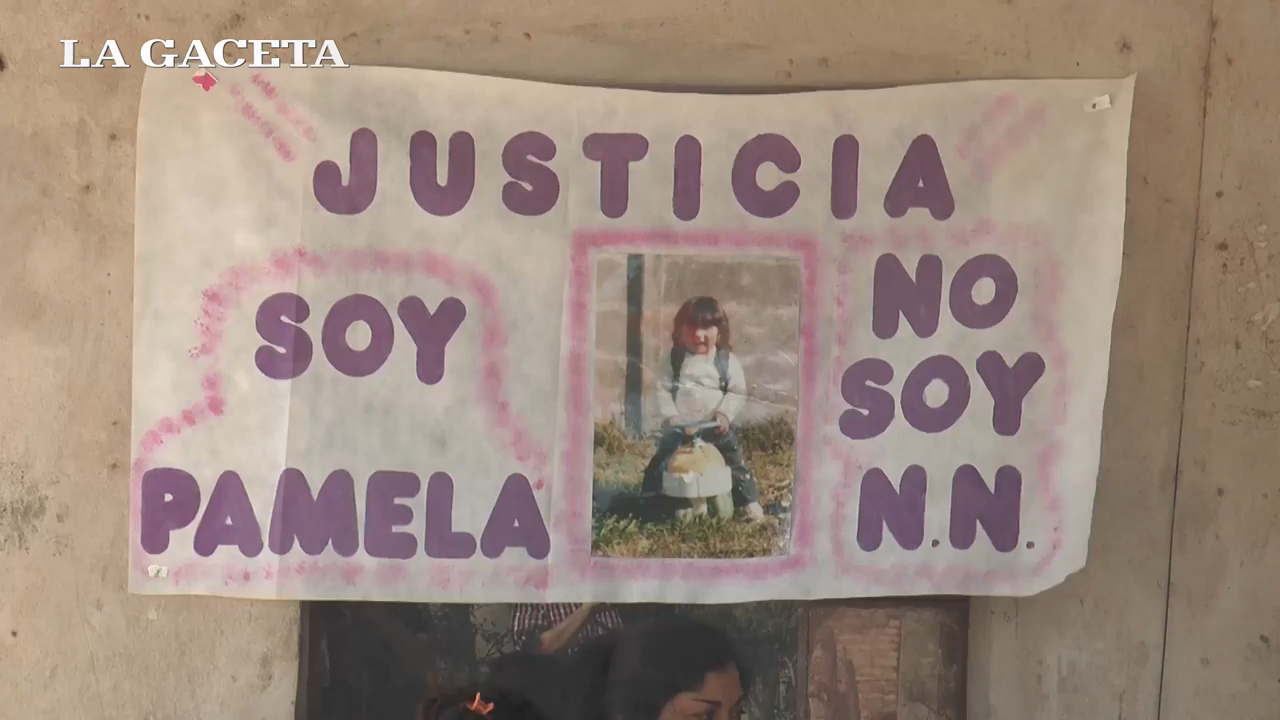 LA GACETA
JUSTICIA
SOY
PAMELA
NO
SOY
N.N.